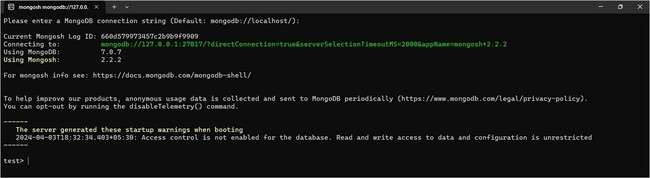 mongosh mongodb://127.0.0.
Please enter a MongoDB connection string (Default: mongodb://localhost/):
Current Mongosh Log ID: 660d579973457c2b9b9f9909
Connecting to: mongodb://127.0.0.1:27017/?directConnection=true&serverSelectionTimeoutMS=2000&appName=mongosh+2.2.2
Using MongoDB: 7.0.7
Using Mongosh: 2.2.2
For mongosh info see: https://docs.mongodb.com/mongodb-shell/
To help improve our products, anonymous usage data is collected and sent to MongoDB periodically (https://www.mongodb.com/legal/privacy-policy).
You can opt-out by running the disableTelemetry() command.
------
The server generated these startup warnings when booting
2024-04-03T18:32:34.403+05:30: Access control is not enabled for the database. Read and write access to data and configuration is unrestricted
------
test>